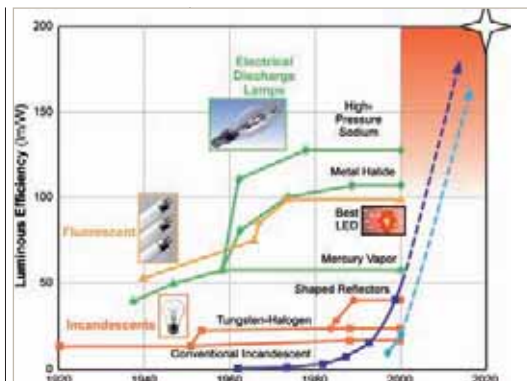 Luminous Efficiency (lm/W)
200
150
100
50
0
Electrical
Discharge
Lamps
High-
Pressure
Sodium
Metal Halide
Fluorescent
Best
LED
Mercury Vapor
Shaped Reflectors
Incandescents
Tungsten-Halogen
Conventional Incandescent
1920
1940
1960
1980
2000
2020